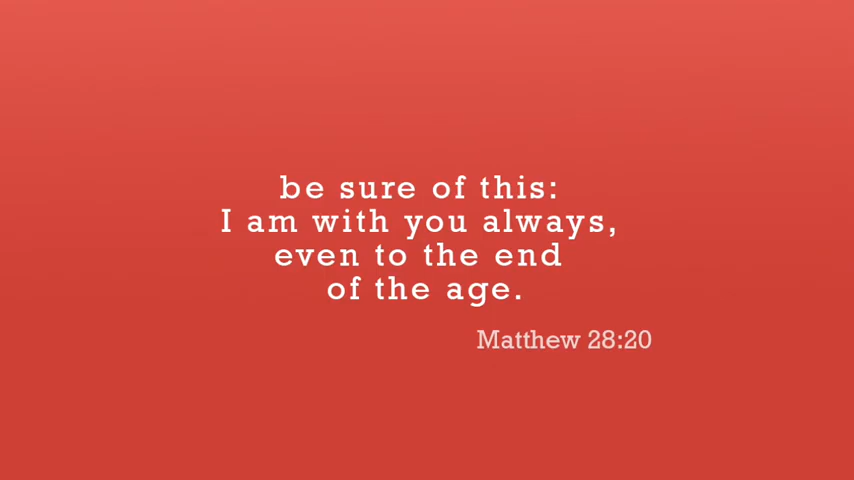 be sure of this:
I am with you always,
even to the end
of the age.
Matthew 28:20